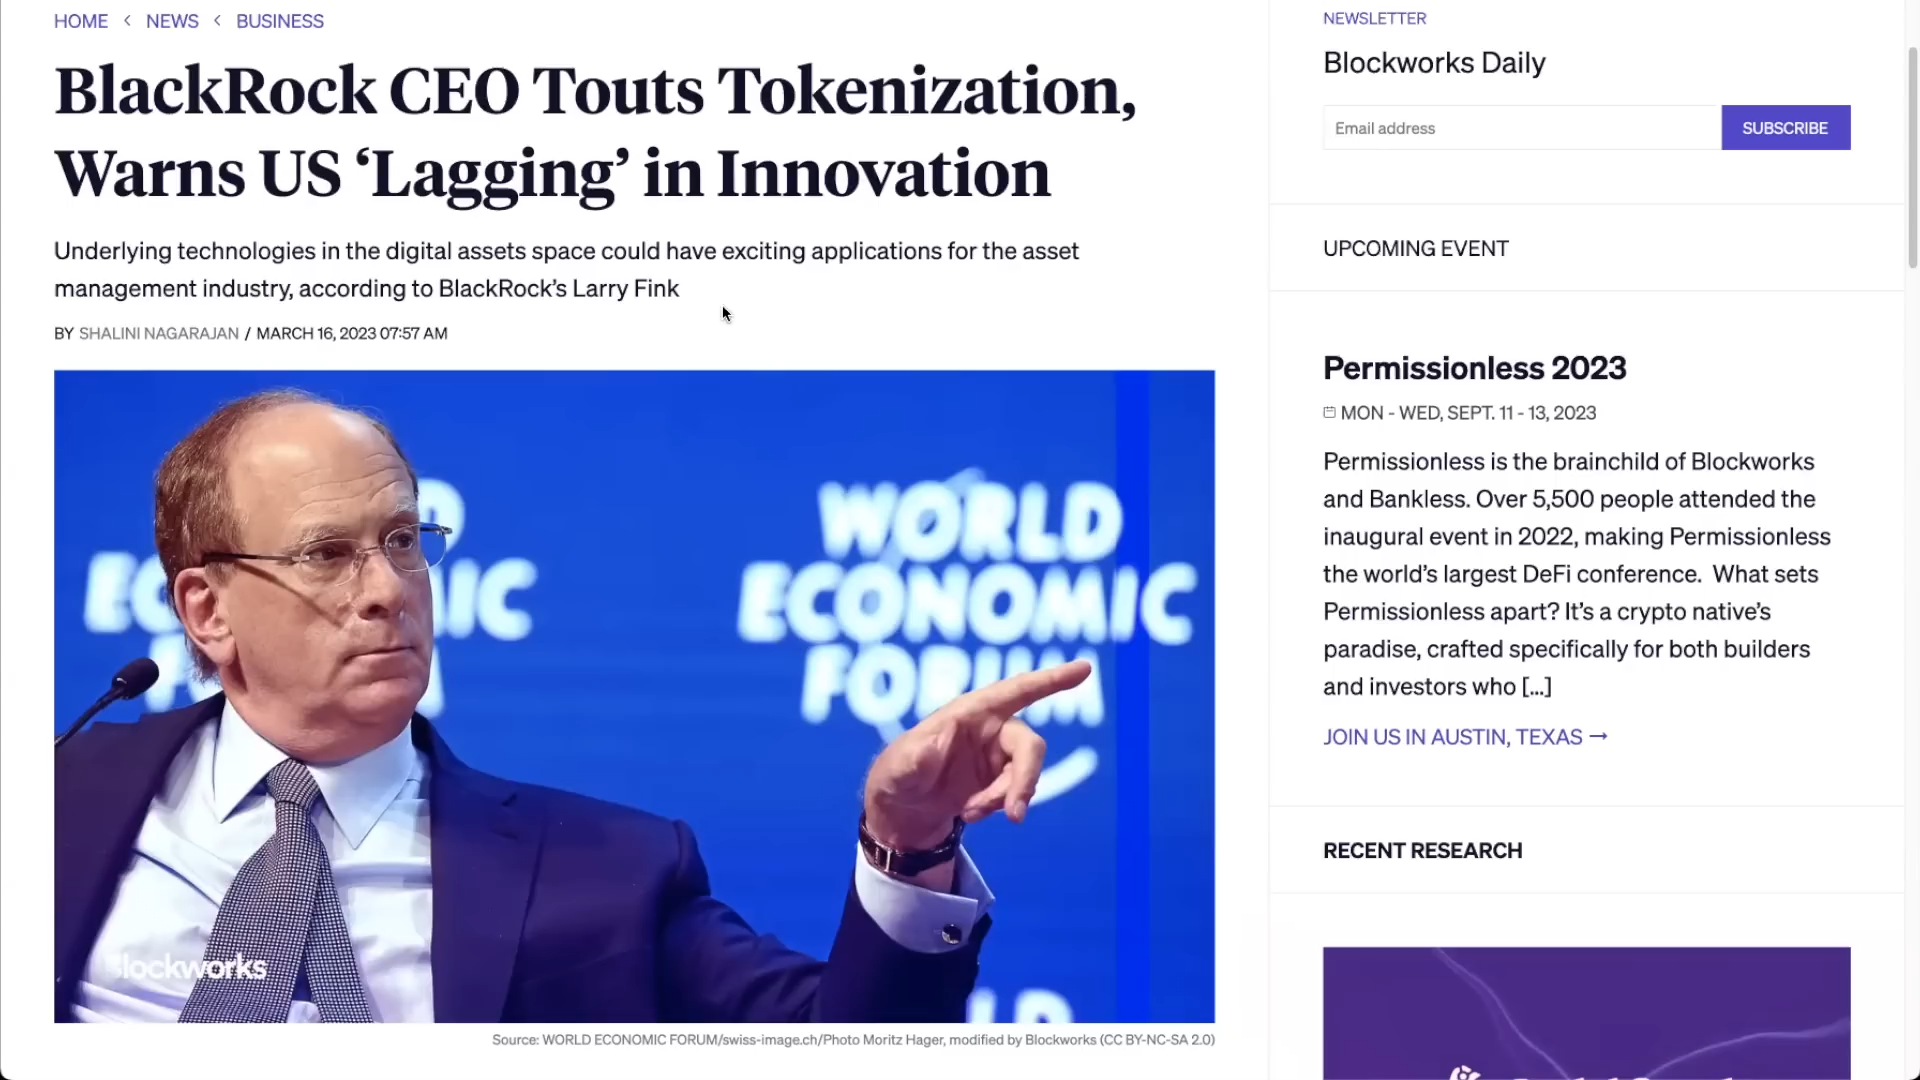 HOME < NEWS < BUSINESS
BlackRock CEO Touts Tokenization,
Warns US ‘Lagging’ in Innovation
Underlying technologies in the digital assets space could have exciting applications for the asset
management industry, according to BlackRock’s Larry Fink
BY SHALINI NAGARAJAN / MARCH 16, 2023 07:57 AM
WORLD
ECONOMIC
FORUM
Blockworks
Source: WORLD ECONOMIC FORUM/swiss-image.ch/Photo Moritz Hager, modified by Blockworks (CC BY-NC-SA 2.0)
NEWSLETTER
Blockworks Daily
Email address
SUBSCRIBE
UPCOMING EVENT
Permissionless 2023
MON - WED, SEPT. 11 - 13, 2023
Permissionless is the brainchild of Blockworks
and Bankless. Over 5,500 people attended the
inaugural event in 2022, making Permissionless
the world’s largest DeFi conference. What sets
Permissionless apart? It’s a crypto native’s
paradise, crafted specifically for both builders
and investors who [...]
JOIN US IN AUSTIN, TEXAS →
RECENT RESEARCH